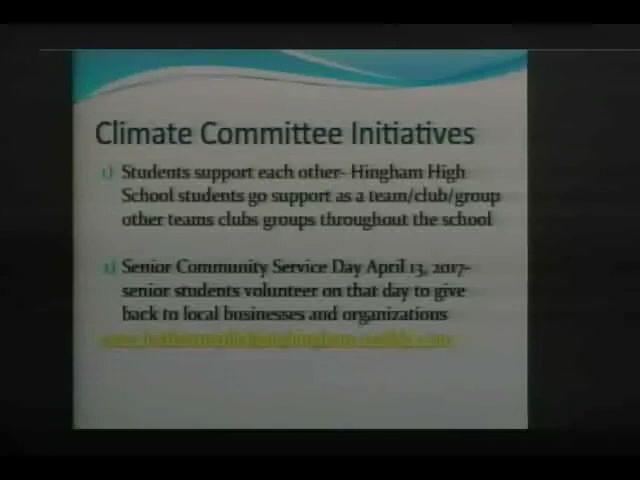 Climate Committee Initiatives
1) Students support each other- Hingham High
School students go support as a team/club/group
other teams clubs groups throughout the school
1) Senior Community Service Day April 13, 2017-
senior students volunteer on that day to give
back to local businesses and organizations